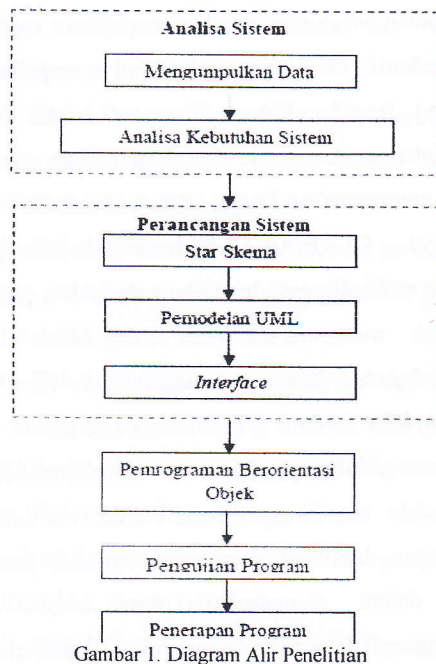 Analisa Sistem
Mengumpulkan Data
Analisa Kebutuhan Sistem
Perancangan Sistem
Star Skema
Pemodelan UML
Interface
Pemrograman Berorientasi
Objek
Pengujian Program
Penerapan Program
Gambar 1. Diagram Alir Penelitian